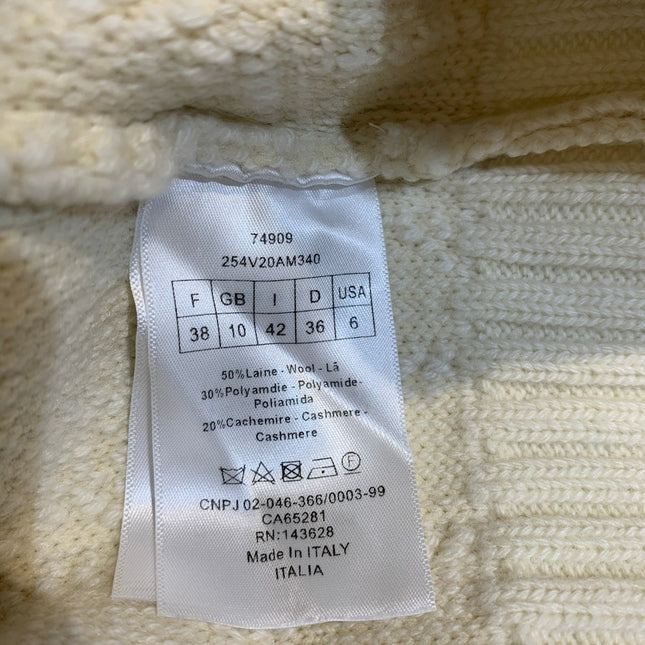 74909
254V20AM340
F GB I D USA
38 10 42 36 6
50%Laine - Wool - Lã
30%Polyamdie - Polyamide-
Poliamida
20%Cachemire - Cashmere -
Cashmere
F
CNPJ 02-046-366/0003-99
CA65281
RN:143628
Made In ITALY
ITALIA